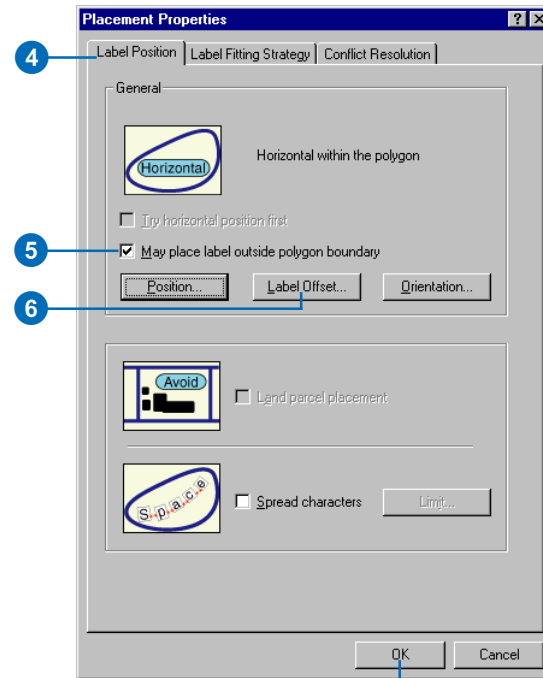 Placement Properties
4
Label Position
Label Fitting Strategy
Conflict Resolution
General
Horizontal
Horizontal within the polygon
Try horizontal position first
5
May place label outside polygon boundary
Position...
Label Offset...
Orientation...
6
Avoid
Land parcel placement
Space
Spread characters
Limit...
OK
Cancel